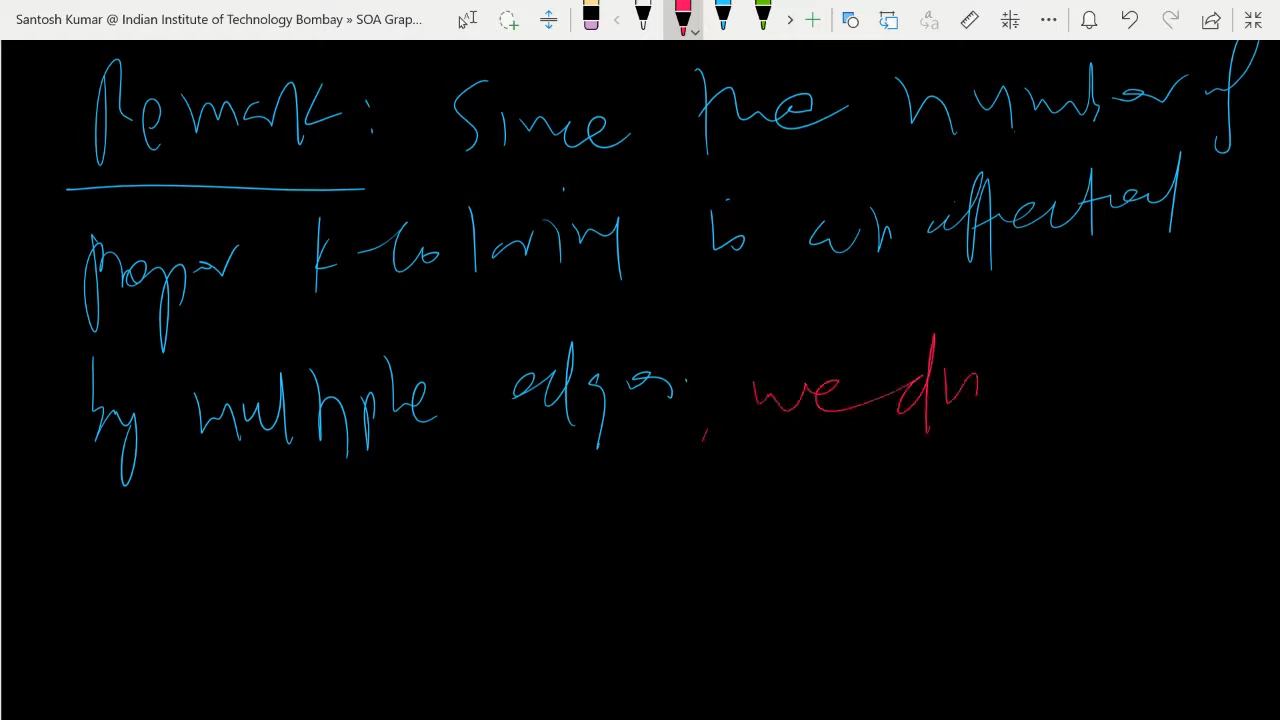 Santosh Kumar @ Indian Institute of Technology Bombay » SOA Grap...
Remark: Since the number of
proper k-coloring is unaffected
by multiple edges, we